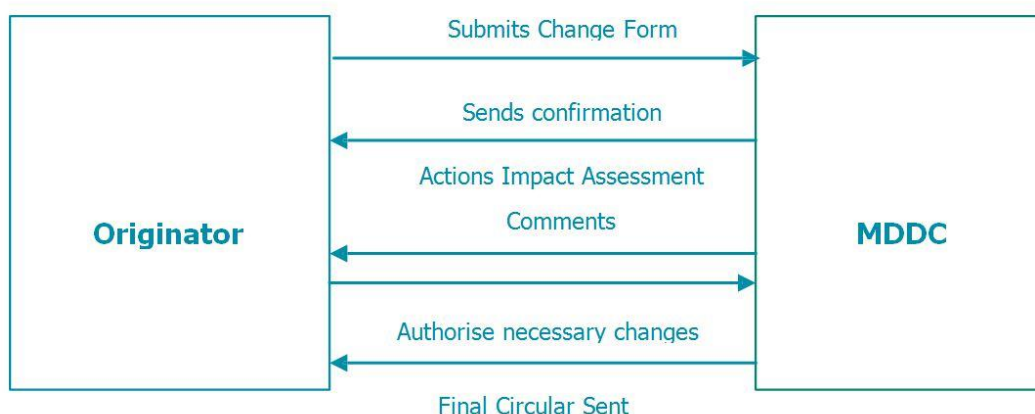 Submits Change Form
Sends confirmation
Actions Impact Assessment
Comments
Originator
MDDC
Authorise necessary changes
Final Circular Sent